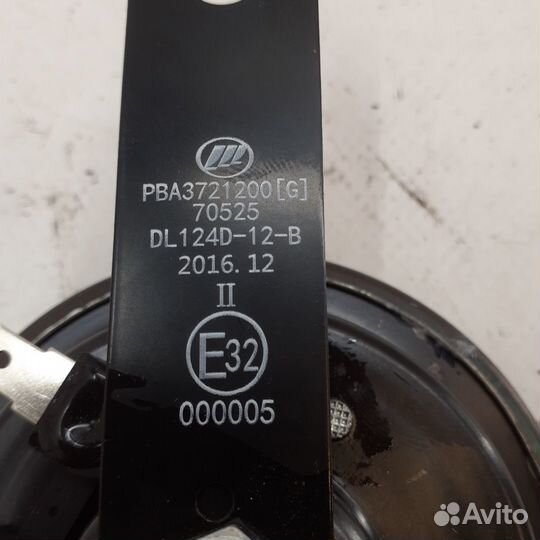 PBA3721200[G]
70525
DL124D-12-B
2016.12
II
E32
000005
Avito